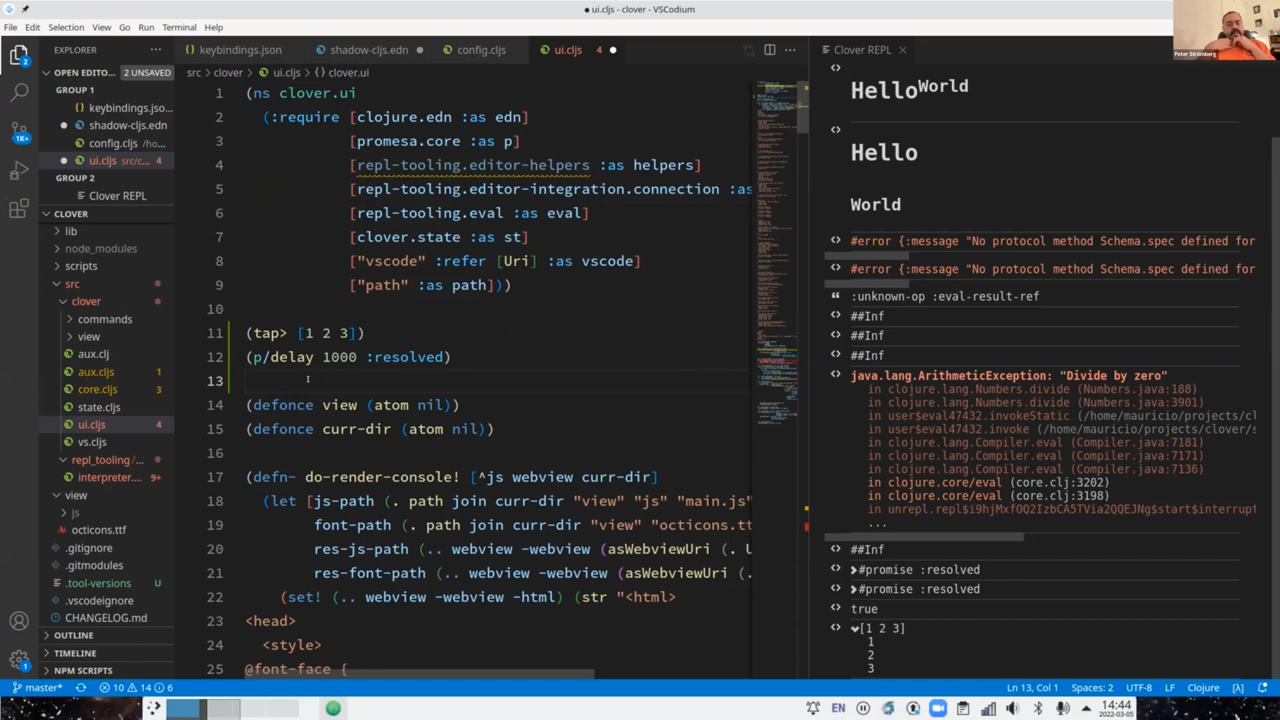 ui.cljs - clover - VSCodium
File Edit Selection View Go Run Terminal Help
Peter Strömberg
EXPLORER
OPEN EDITO... 2 UNSAVED
GROUP 1
keybindings.jso...
shadow-cljs.edn
config.cljs /ho...
ui.cljs src/c... 4
GROUP 2
Clover REPL
CLOVER
lib
node_modules
scripts
src
clover
commands
view
aux.clj
aux.cljs 1
core.cljs 3
state.cljs
ui.cljs 4
vs.cljs
repl_tooling/...
interpreter.... 9+
view
js
octicons.ttf
.gitignore
.gitmodules
.tool-versions
.vscodeignore
CHANGELOG.md
OUTLINE
TIMELINE
NPM SCRIPTS
2
1K+
1
keybindings.json shadow-cljs.edn config.cljs ui.cljs 4
src > clover > ui.cljs > {} clover.ui
1 (ns clover.ui
2 (:require [clojure.edn :as edn]
3 [promesa.core :as p]
4 [repl-tooling.editor-helpers :as helpers]
5 [repl-tooling.editor-integration.connection :as
6 [repl-tooling.eval :as eval]
7 [clover.state :as st]
8 ["vscode" :refer [Uri] :as vscode]
9 ["path" :as path]))
10
11 (tap> [1 2 3])
12 (p/delay 1000 :resolved)
13
14 (defonce view (atom nil))
15 (defonce curr-dir (atom nil))
16
17 (defn- do-render-console! [^js webview curr-dir]
18 (let [js-path (. path join curr-dir "view" "js" "main.js"
19 font-path (. path join curr-dir "view" "octicons.tt
20 res-js-path (.. webview -webview (asWebviewUri (. U
21 res-font-path (.. webview -webview (asWebviewUri (.
22 (set! (.. webview -webview -html) (str "<html>
23 <head>
24 <style>
25 @font-face {
Clover REPL
HelloWorld
Hello
World
#error {:message "No protocol method Schema.spec defined for
#error {:message "No protocol method Schema.spec defined for
:unknown-op :eval-result-ref
##Inf
##Inf
##Inf
java.lang.ArithmeticException: "Divide by zero"
in clojure.lang.Numbers.divide (Numbers.java:188)
in clojure.lang.Numbers.divide (Numbers.java:3901)
in user$eval47432.invokeStatic (/home/mauricio/projects/cl
in user$eval47432.invoke (/home/mauricio/projects/clover/s
in clojure.lang.Compiler.eval (Compiler.java:7181)
in clojure.lang.Compiler.eval (Compiler.java:7171)
in clojure.lang.Compiler.eval (Compiler.java:7136)
in clojure.core/eval (core.clj:3202)
in clojure.core/eval (core.clj:3198)
in unrepl.repl$i9hjMxfOQ2IzbCA5TVia2QQEJNg$start$interrupt
...
##Inf
#promise :resolved
#promise :resolved
true
[1 2 3]
1
2
3
master* 10 14 6
Ln 13, Col 1 Spaces: 2 UTF-8 LF Clojure [λ]
EN
14:44
2022-03-05